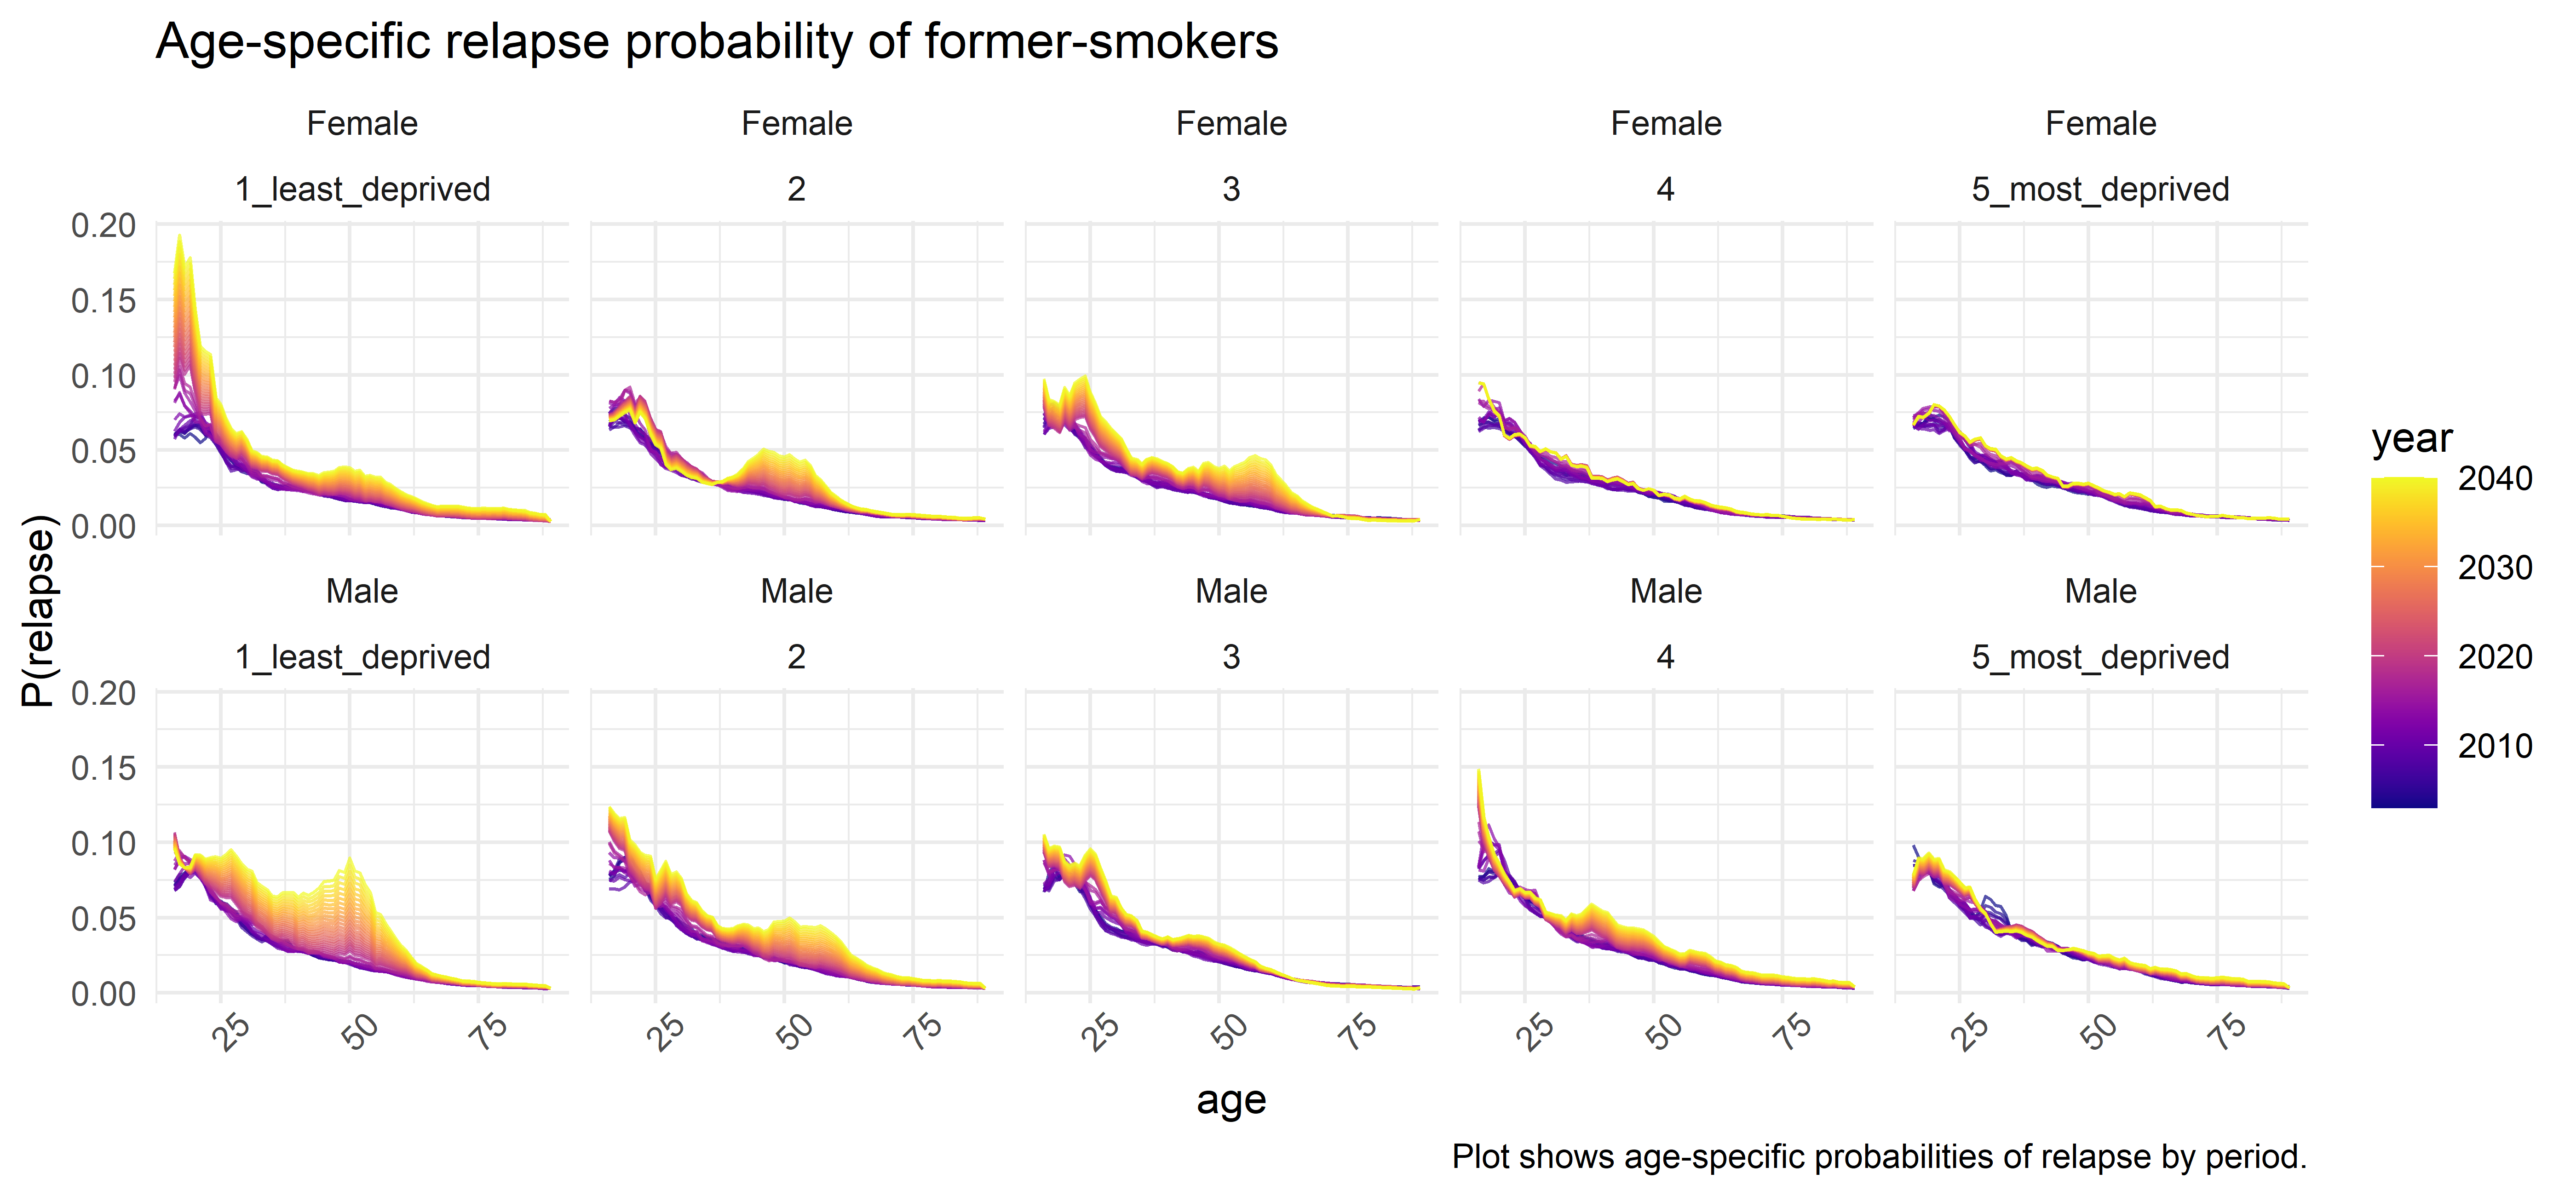 Age-specific relapse probability of former-smokers
Female Female Female Female Female
1_least_deprived 2 3 4 5_most_deprived
0.20
0.15
0.10
0.05
0.00
P(relapse)
Male Male Male Male Male
1_least_deprived 2 3 4 5_most_deprived
0.20
0.15
0.10
0.05
0.00
25 50 75 25 50 75 25 50 75 25 50 75 25 50 75
age
year
2040
2030
2020
2010
Plot shows age-specific probabilities of relapse by period.